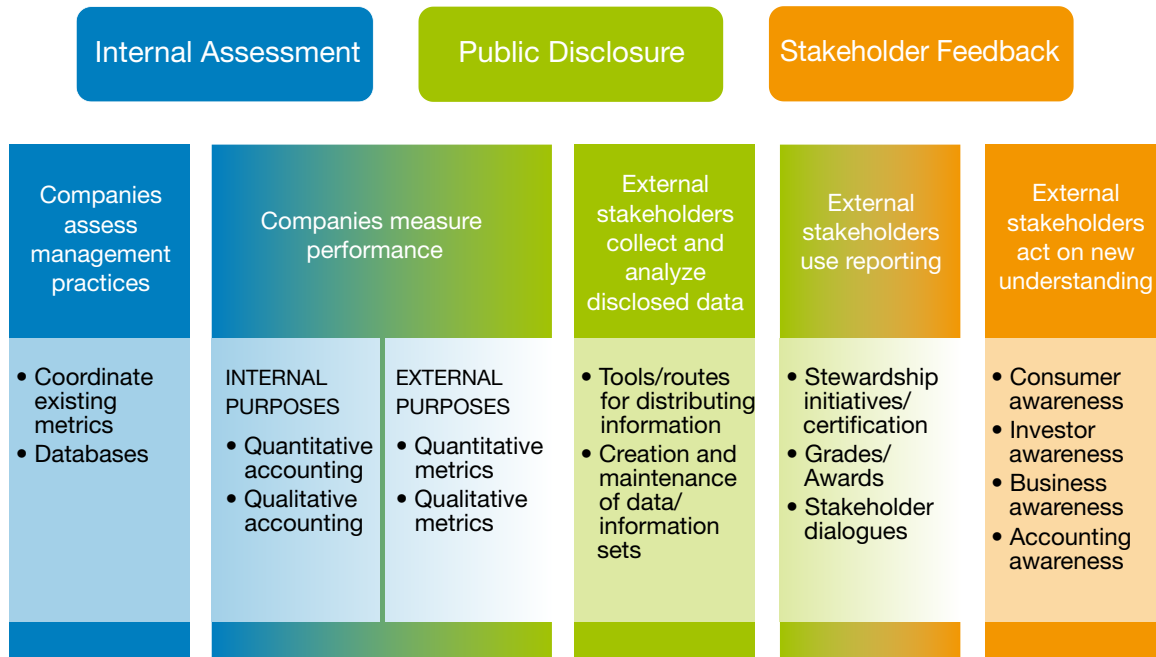 Internal Assessment
Public Disclosure
Stakeholder Feedback
Companies
assess
management
practices
• Coordinate
existing
metrics
• Databases
Companies measure
performance
INTERNAL
PURPOSES
• Quantitative
accounting
• Qualitative
accounting
EXTERNAL
PURPOSES
• Quantitative
metrics
• Qualitative
metrics
External
stakeholders
collect and
analyze
disclosed data
• Tools/routes
for distributing
information
• Creation and
maintenance
of data/
information
sets
External
stakeholders
use reporting
• Stewardship
initiatives/
certification
• Grades/
Awards
• Stakeholder
dialogues
External
stakeholders
act on new
understanding
• Consumer
awareness
• Investor
awareness
• Business
awareness
• Accounting
awareness